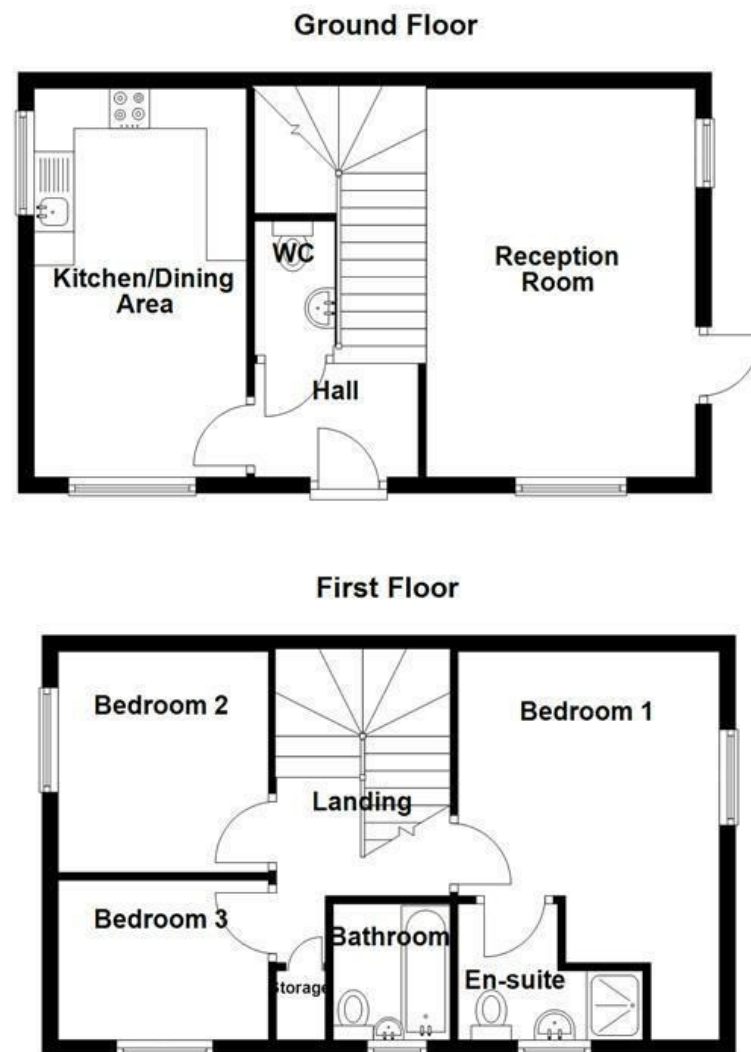 Ground Floor
WC
Reception
Room
Kitchen/Dining
Area
Hall
First Floor
Bedroom 2
Bedroom 1
Landing
Bedroom 3
Bathroom
En-suite
Storage